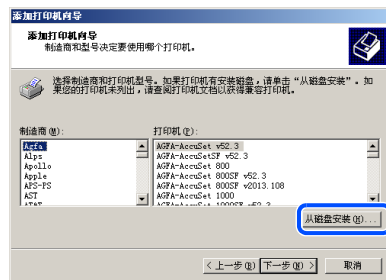 添加打印机向导
添加打印机向导
制造商和型号决定要使用哪个打印机。
选择制造商和打印机型号。如果打印机有安装磁盘，请单击“从磁盘安装”。如
果您的打印机未列出，请查阅打印机文档以获得兼容打印机。
制造商(M):
Agfa
Alps
Apollo
Apple
APS-PS
AST
AT&T
打印机(P):
AGFA-AccuSet v52.3
AGFA-AccuSetSF v52.3
AGFA-AccuSet 800
AGFA-AccuSet 800SF v52.3
AGFA-AccuSet 800SF v2013.108
AGFA-AccuSet 1000
AGFA-AccuSet 1000SF v52.3
从磁盘安装(H)...
< 上一步(B)
下一步(N) >
取消